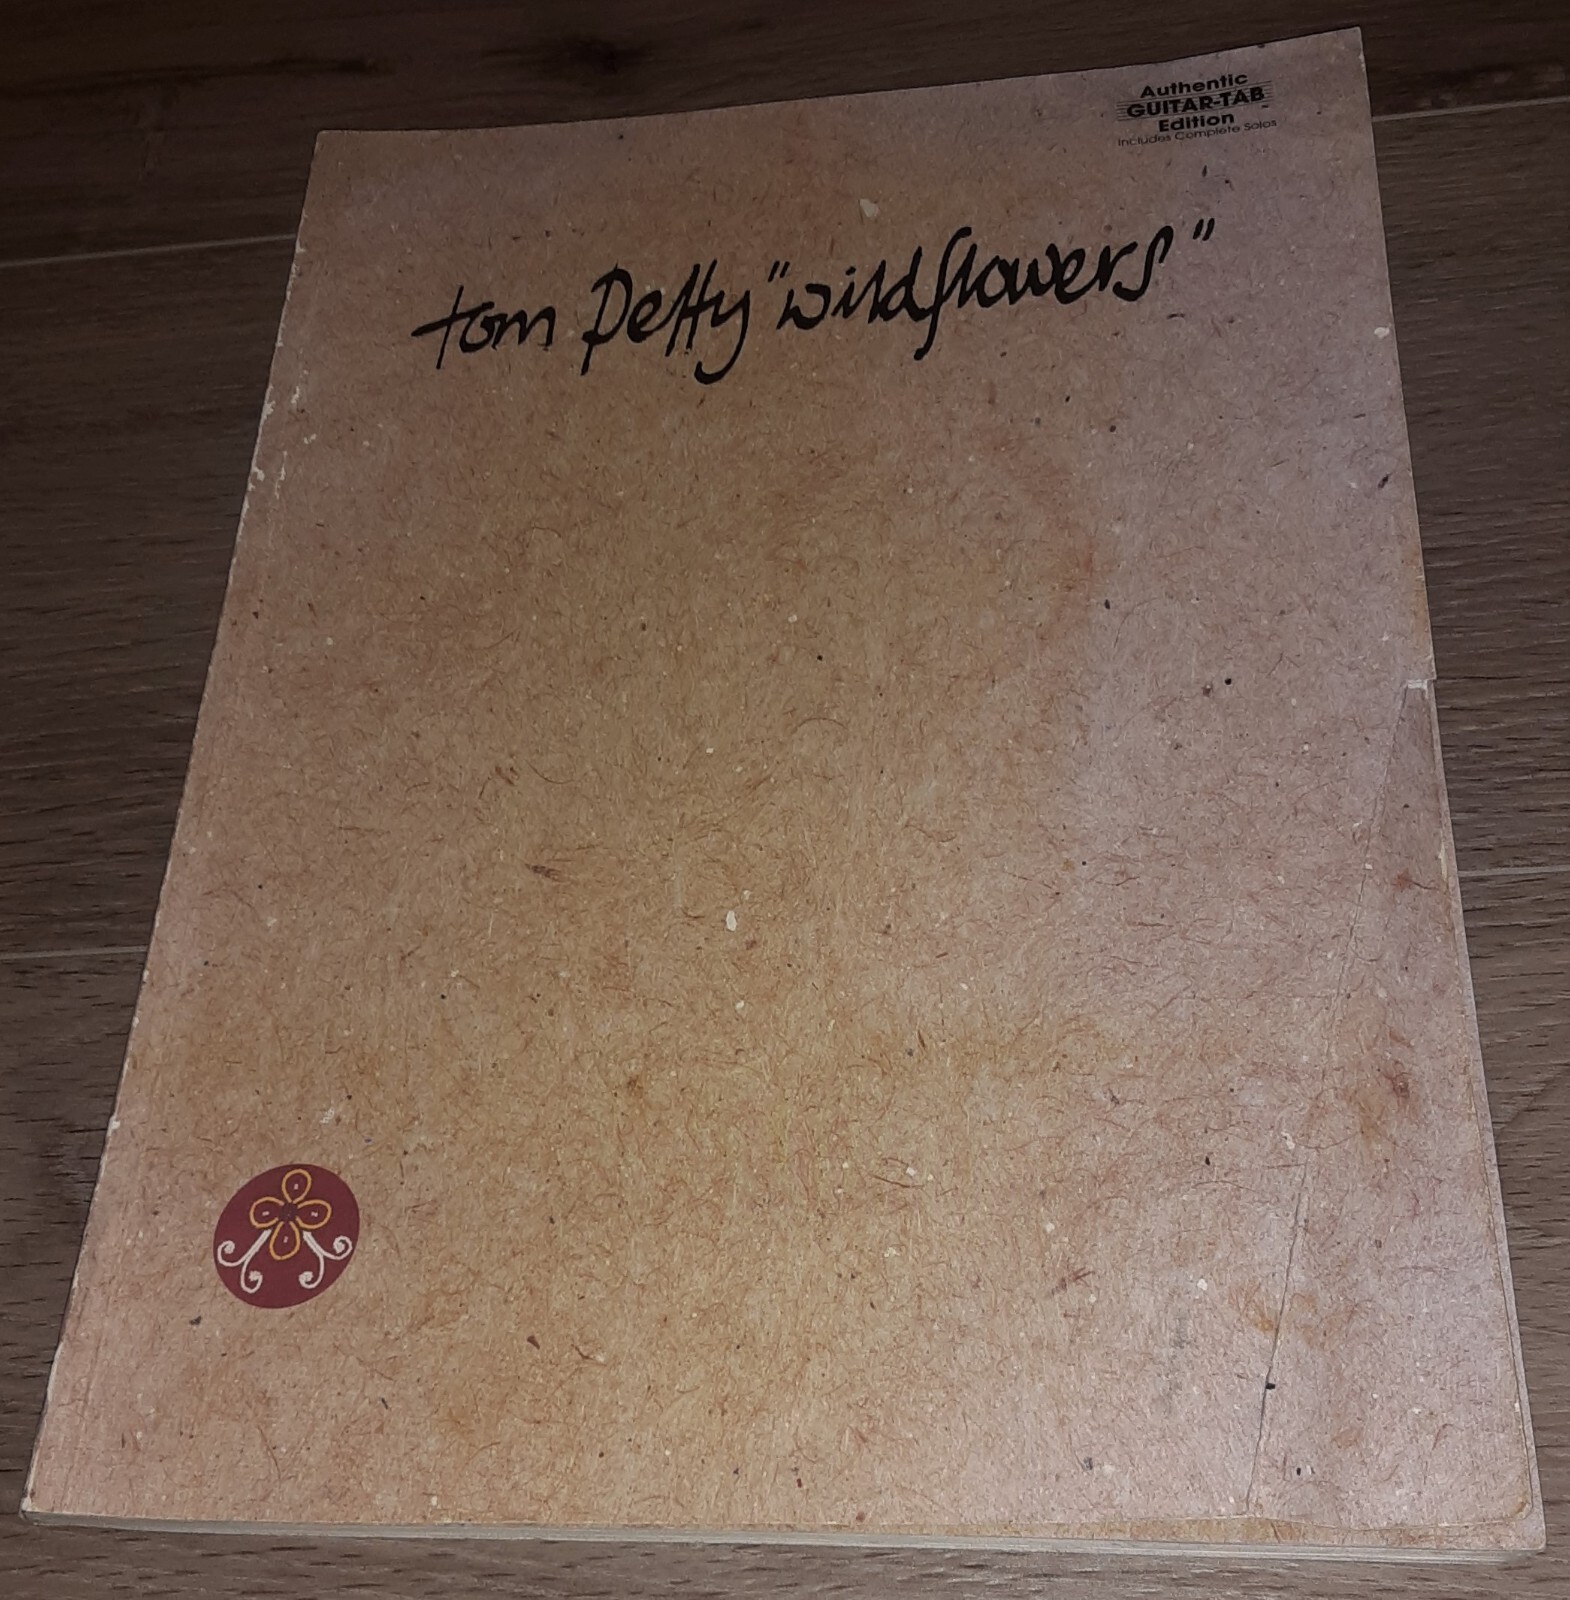 Authentic
GUITAR-TAB
Edition
Includes Complete Solos
tom petty "wildflowers"